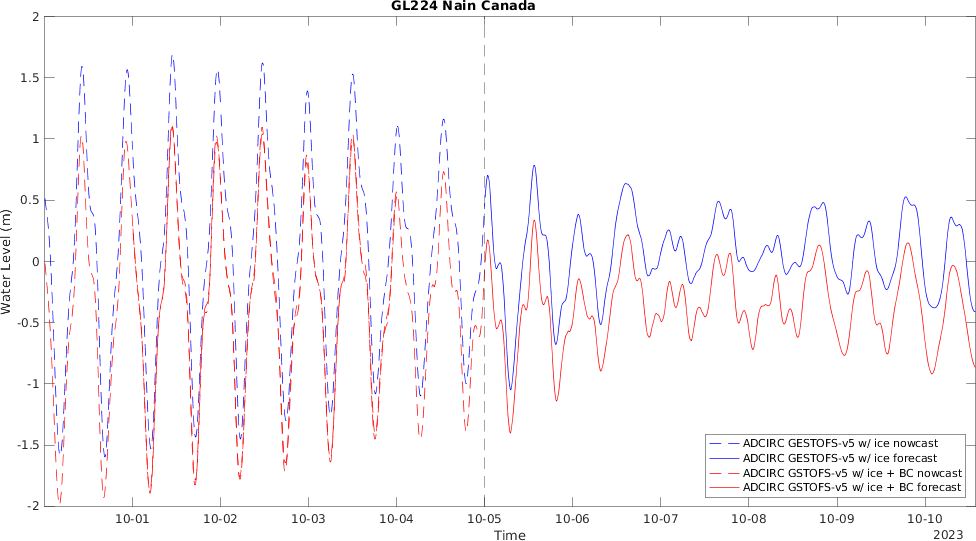 GL224 Nain Canada
2
1.5
1
0.5
0
-0.5
-1
-1.5
-2
Water Level (m)
10-01 10-02 10-03 10-04 10-05 10-06 10-07 10-08 10-09 10-10
Time
2023
ADCIRC GESTOFS-v5 w/ ice nowcast
ADCIRC GESTOFS-v5 w/ ice forecast
ADCIRC GSTOFS-v5 w/ ice + BC nowcast
ADCIRC GSTOFS-v5 w/ ice + BC forecast